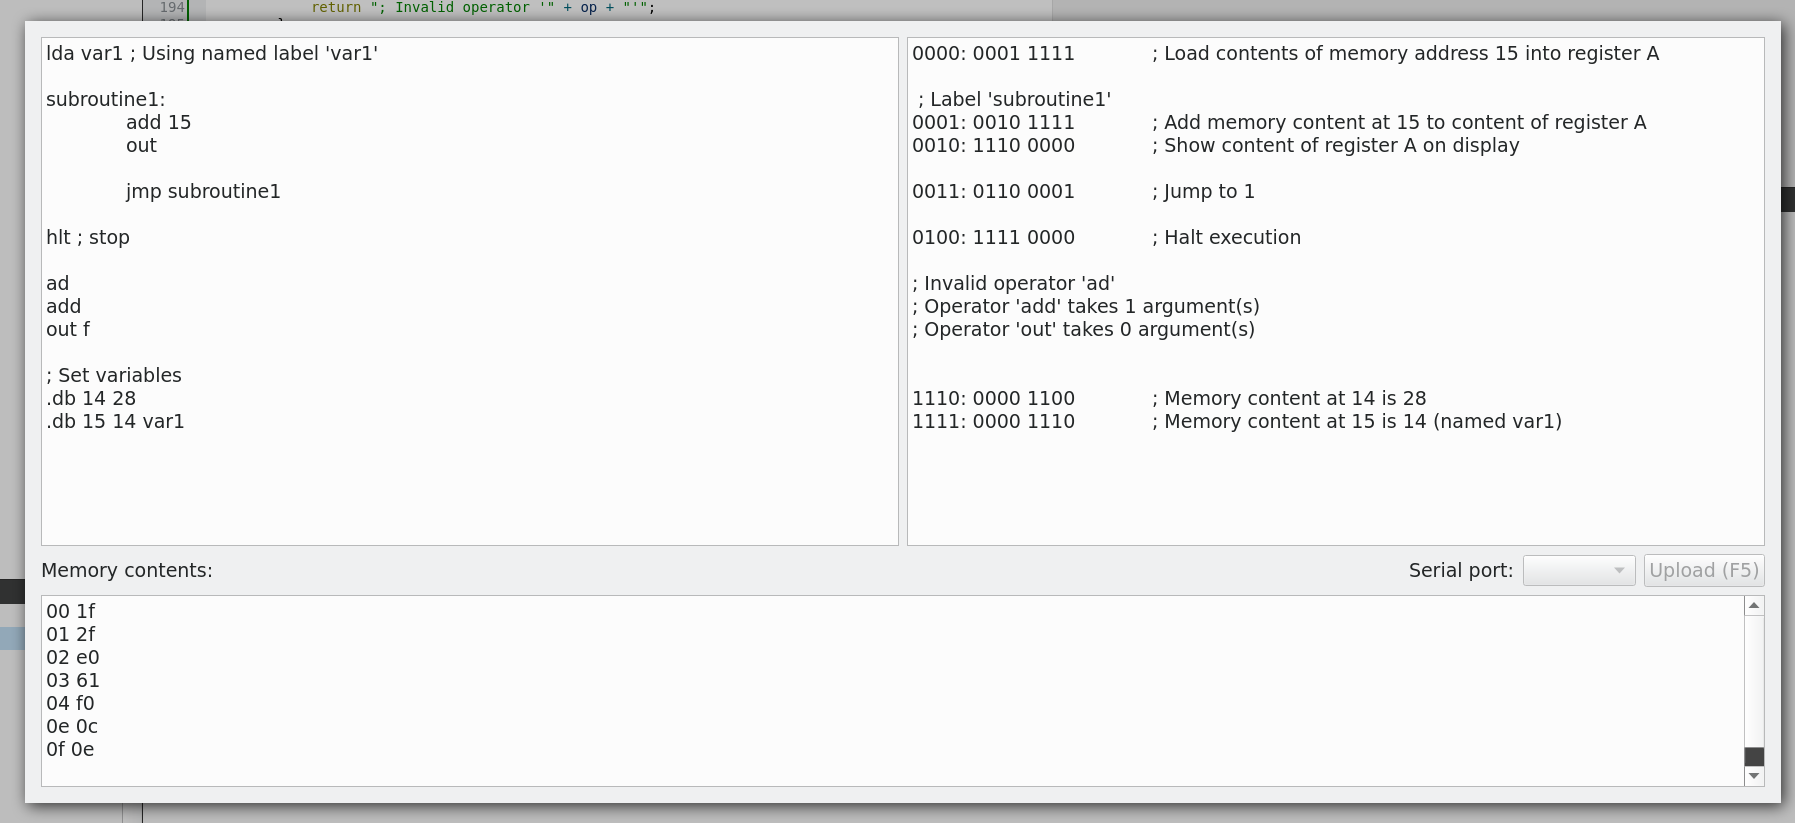 194 return "; Invalid operator '" + op + "'";
lda var1 ; Using named label 'var1'
subroutine1:
add 15
out
jmp subroutine1
hlt ; stop
ad
add
out f
; Set variables
.db 14 28
.db 15 14 var1
0000: 0001 1111 ; Load contents of memory address 15 into register A
; Label 'subroutine1'
0001: 0010 1111 ; Add memory content at 15 to content of register A
0010: 1110 0000 ; Show content of register A on display
0011: 0110 0001 ; Jump to 1
0100: 1111 0000 ; Halt execution
; Invalid operator 'ad'
; Operator 'add' takes 1 argument(s)
; Operator 'out' takes 0 argument(s)
1110: 0000 1100 ; Memory content at 14 is 28
1111: 0000 1110 ; Memory content at 15 is 14 (named var1)
Memory contents:
Serial port:
Upload (F5)
00 1f
01 2f
02 e0
03 61
04 f0
0e 0c
0f 0e